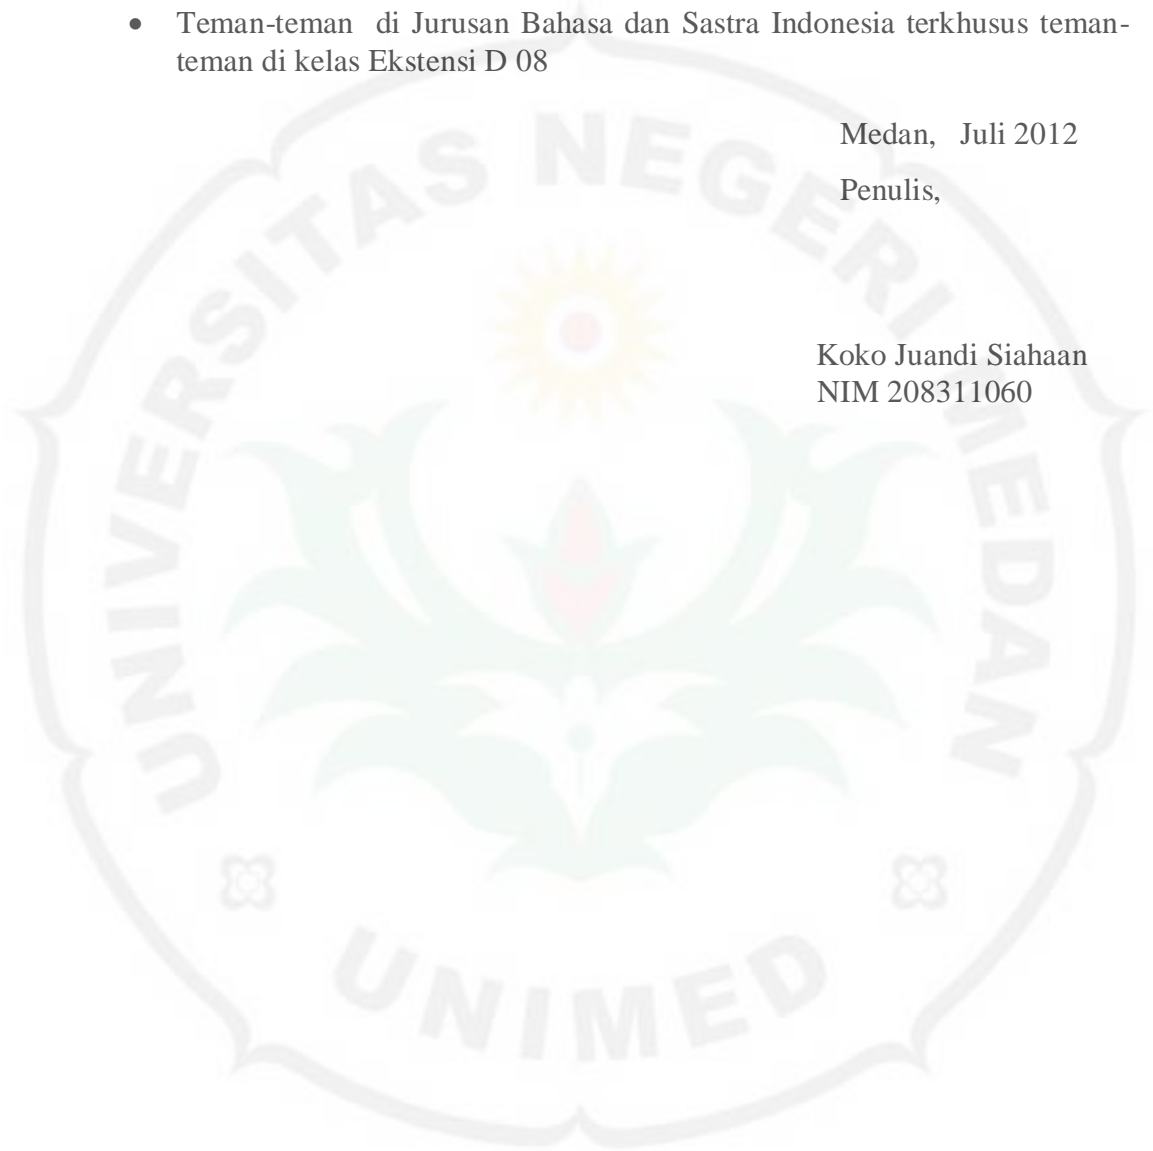 • Teman-teman di Jurusan Bahasa dan Sastra Indonesia terkhusus teman-
teman di kelas Ekstensi D 08
Medan, Juli 2012
Penulis,
Koko Juandi Siahaan
NIM 208311060
UNIVERSITAS NEGERI MEDAN
UNIMED